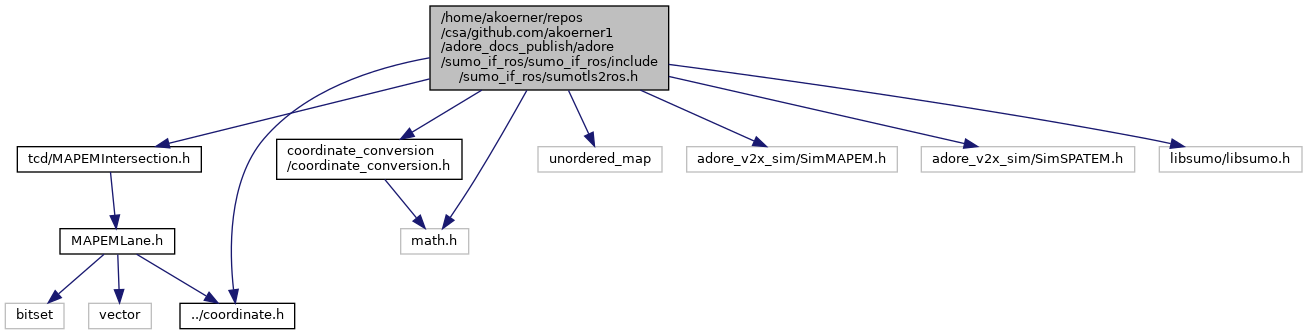 /home/akoerner/repos
/csa/github.com/akoerner1
/adore_docs_publish/adore
/sumo_if_ros/sumo_if_ros/include
/sumo_if_ros/sumotls2ros.h
tcd/MAPEMIntersection.h
coordinate_conversion
/coordinate_conversion.h
unordered_map
adore_v2x_sim/SimMAPEM.h
adore_v2x_sim/SimSPATEM.h
libsumo/libsumo.h
MAPEMLane.h
math.h
bitset
vector
../coordinate.h